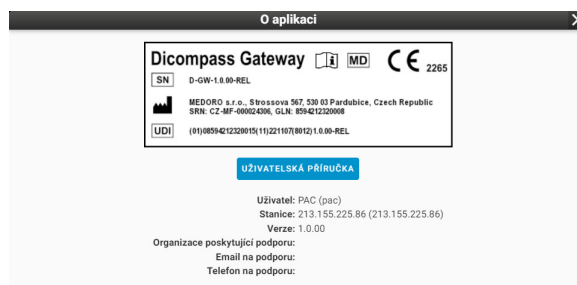 O aplikaci
Dicompass Gateway MD CE 2265
SN D-GW-1.0.00-REL
MEDORO s.r.o., Strossova 567, 530 03 Pardubice, Czech Republic
SRN: CZ-MF-000024306, GLN: 8594212320008
UDI (01)08594212320015(11)221107(8012)1.0.00-REL
UŽIVATELSKÁ PŘÍRUČKA
Uživatel: PAC (pac)
Stanice: 213.155.225.86 (213.155.225.86)
Verze: 1.0.00
Organizace poskytující podporu:
Email na podporu:
Telefon na podporu: